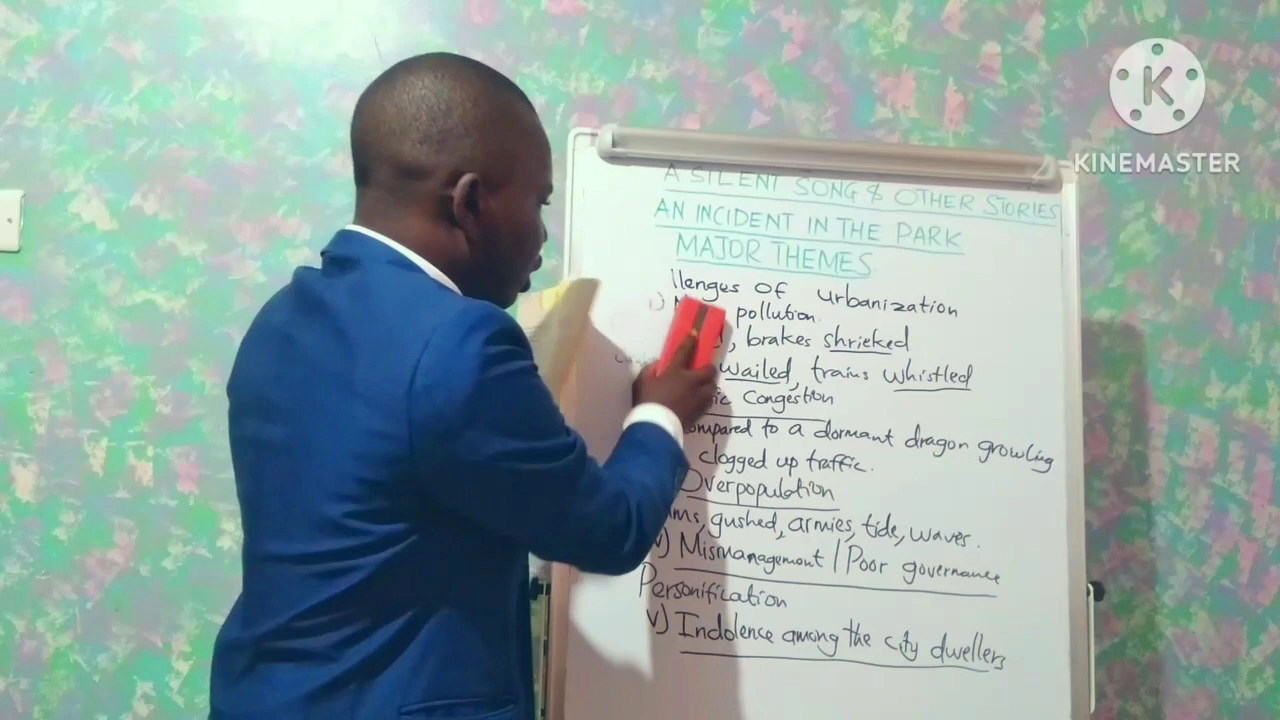 KINEMASTER
A SILENT SONG & OTHER STORIES
AN INCIDENT IN THE PARK
MAJOR THEMES
llenges of urbanization
i) pollution.
, brakes shrieked
wailed, trains whistled
ic Congestion
ompared to a dormant dragon growling
clogged up traffic.
Overpopulation
ms, gushed, armies, tide, waves.
v) Mismanagement / Poor governance
Personification
v) Indolence among the city dwellers